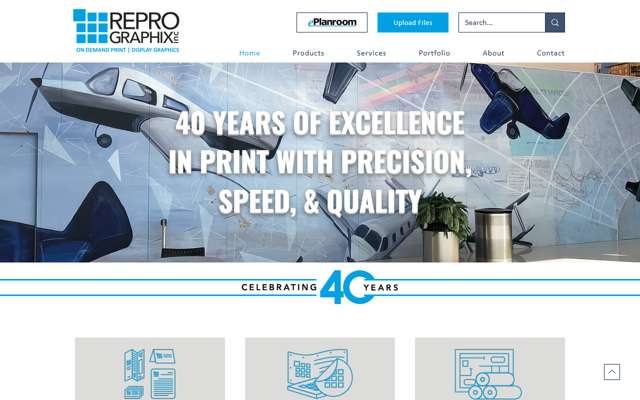 REPRO
GRAPHIX inc
ON DEMAND PRINT | DISPLAY GRAPHICS
ePlanroom
Upload Files
Search...
Home
Products
Services
Portfolio
About
Contact
40 YEARS OF EXCELLENCE
IN PRINT WITH PRECISION,
SPEED, & QUALITY
CELEBRATING 40 YEARS